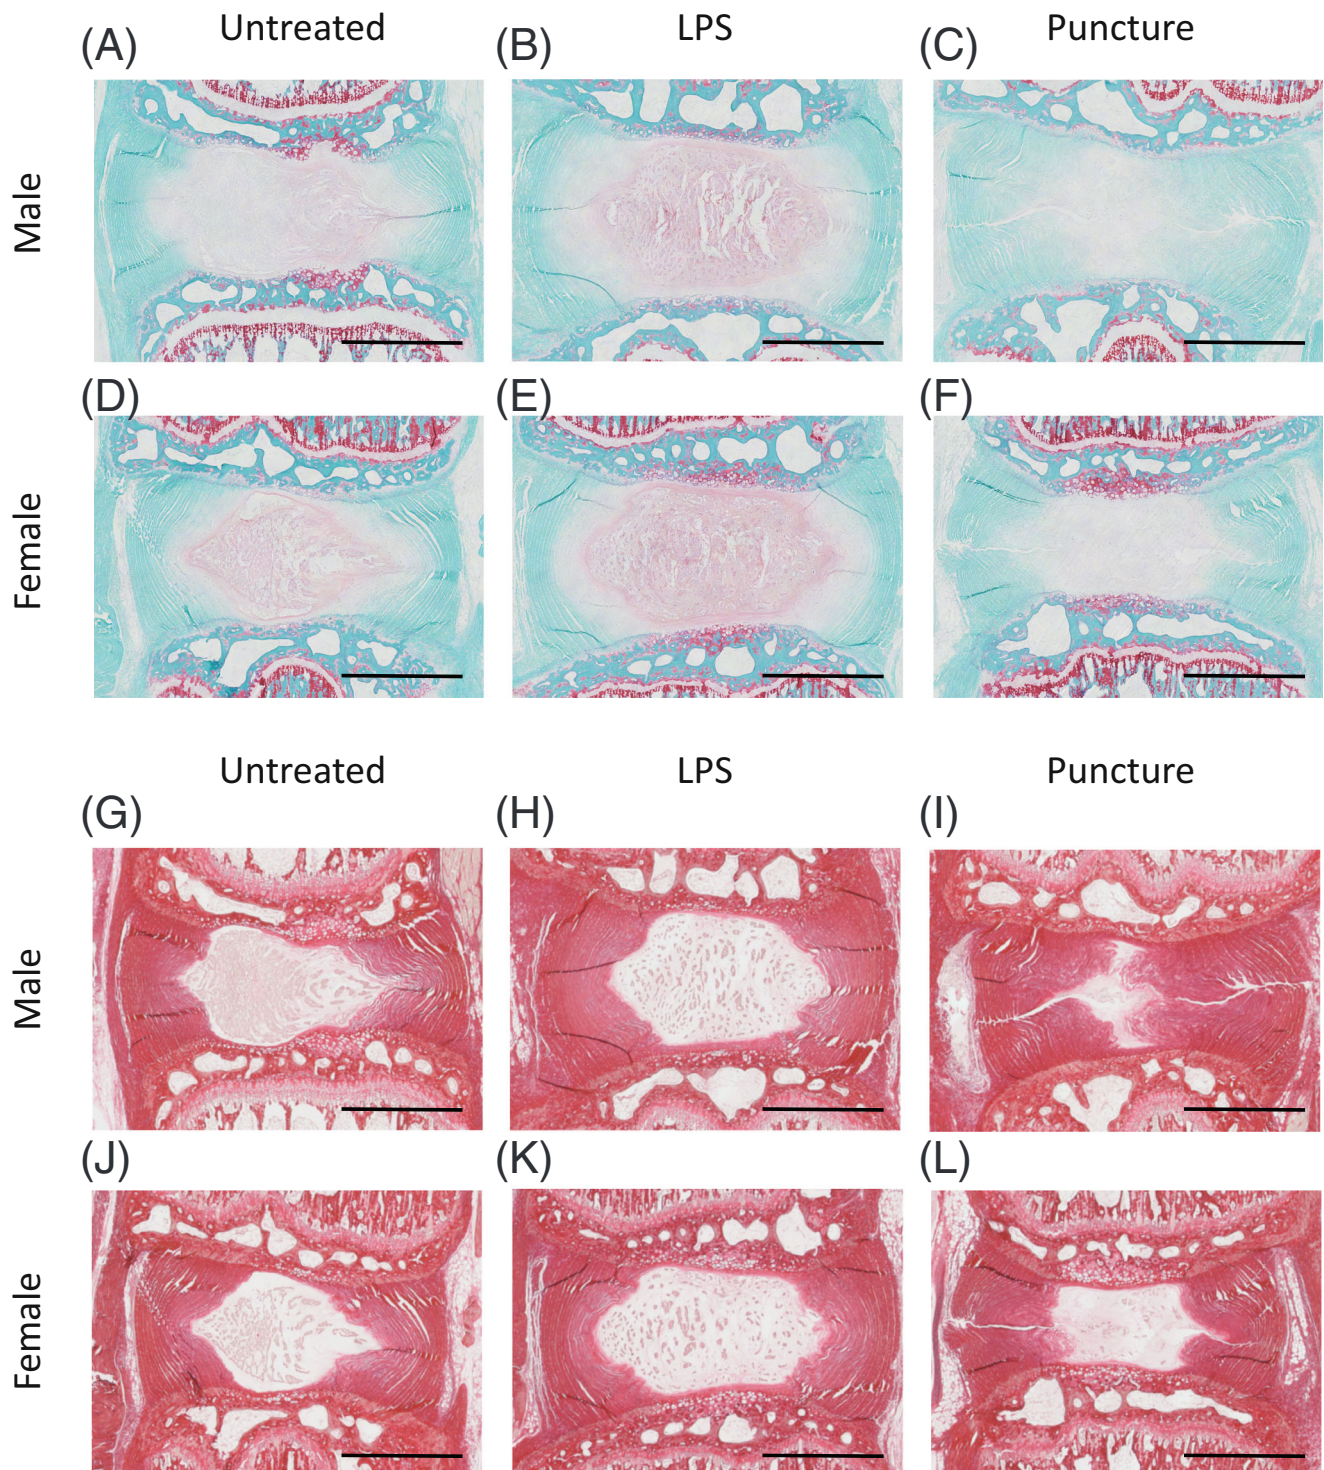 Untreated LPS Puncture
(A) (B) (C)
Male
(D) (E) (F)
Female
Untreated LPS Puncture
(G) (H) (I)
Male
(J) (K) (L)
Female